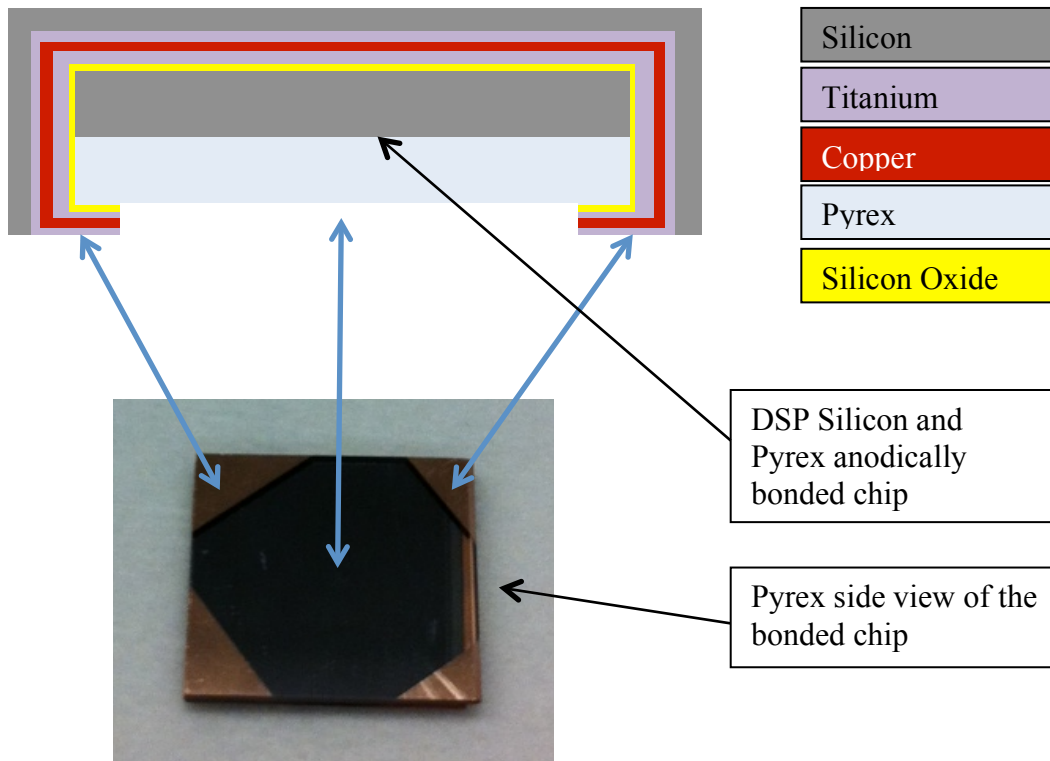 Silicon
Titanium
Copper
Pyrex
Silicon Oxide
DSP Silicon and
Pyrex anodically
bonded chip
Pyrex side view of the
bonded chip